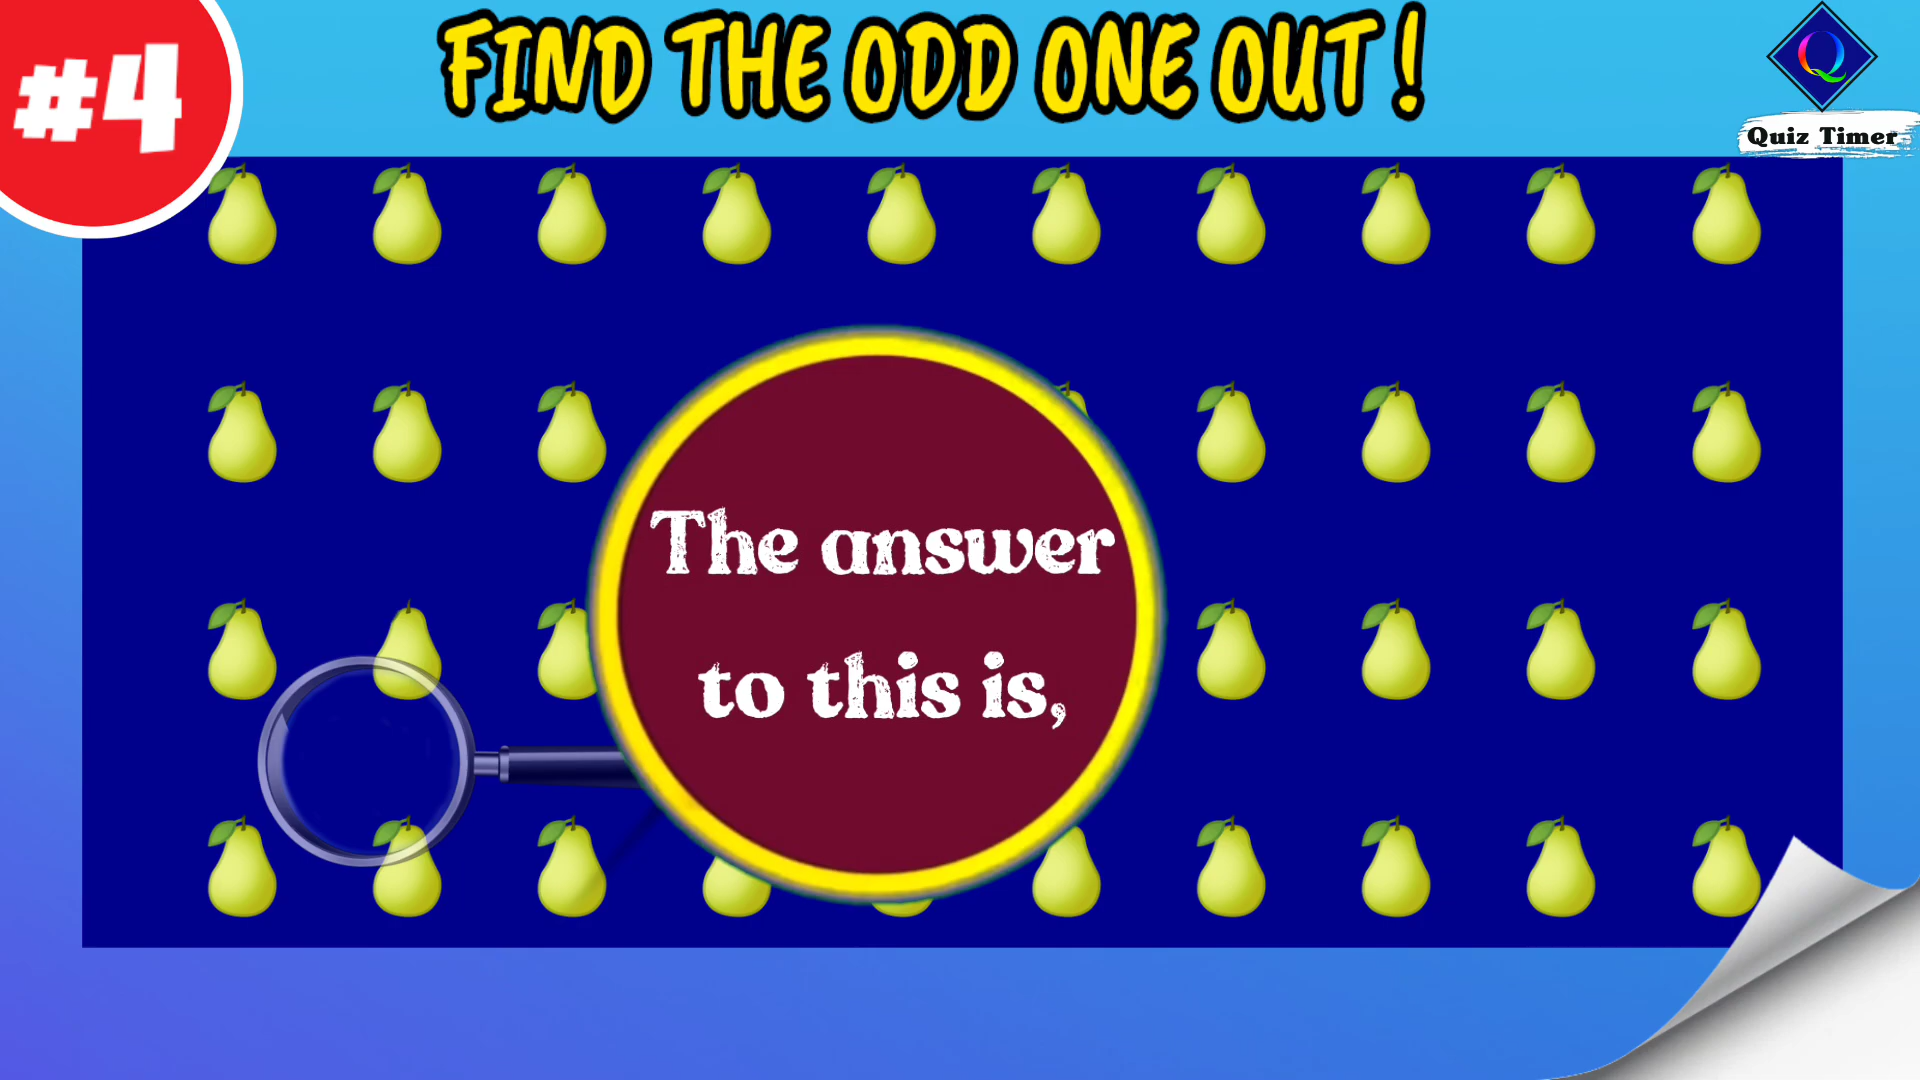 #4
FIND THE ODD ONE OUT!
Q
Quiz Timer
The answer
to this is,